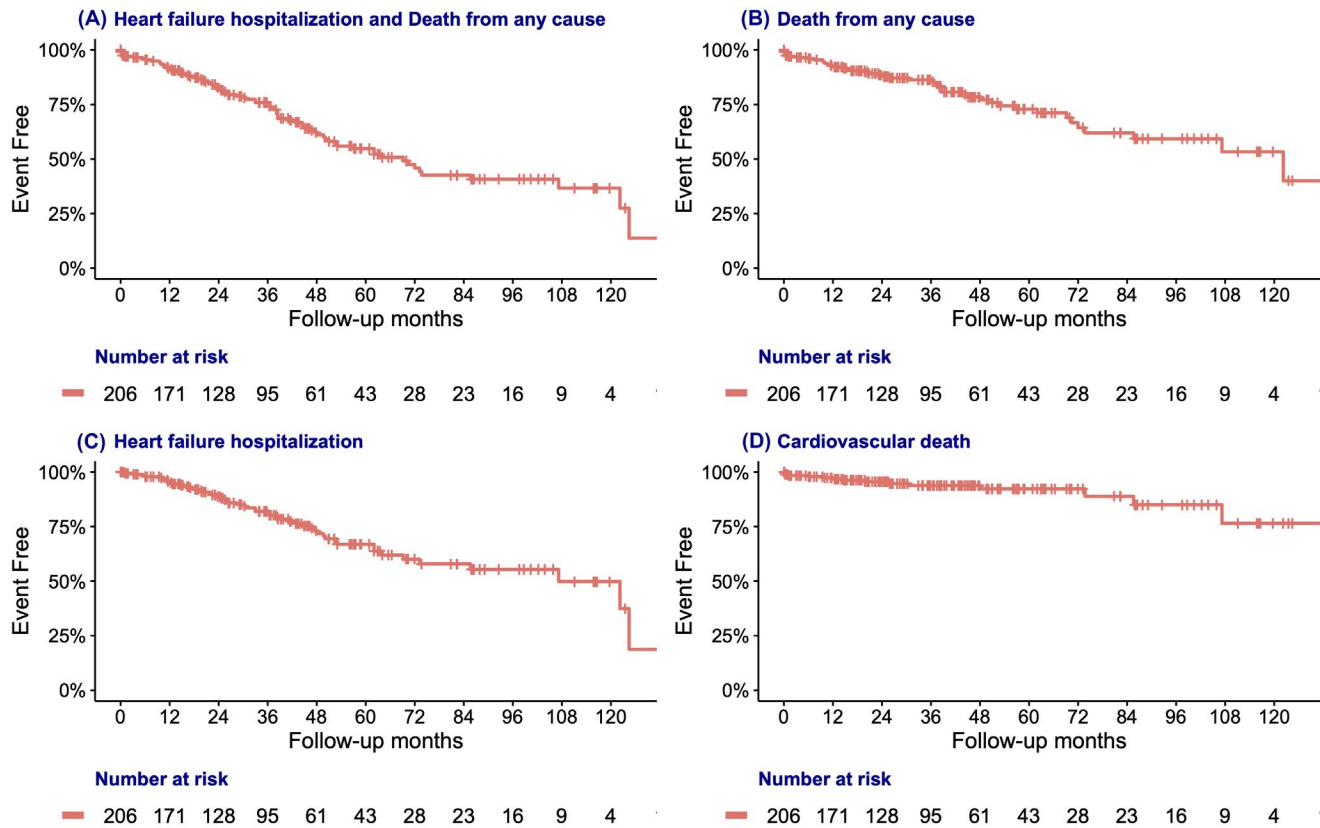 (A) Heart failure hospitalization and Death from any cause
100%
75%
50%
25%
0%
Event Free
0 12 24 36 48 60 72 84 96 108 120
Follow-up months
Number at risk
206 171 128 95 61 43 28 23 16 9 4
(B) Death from any cause
100%
75%
50%
25%
0%
Event Free
0 12 24 36 48 60 72 84 96 108 120
Follow-up months
Number at risk
206 171 128 95 61 43 28 23 16 9 4
(C) Heart failure hospitalization
100%
75%
50%
25%
0%
Event Free
0 12 24 36 48 60 72 84 96 108 120
Follow-up months
Number at risk
206 171 128 95 61 43 28 23 16 9 4
(D) Cardiovascular death
100%
75%
50%
25%
0%
Event Free
0 12 24 36 48 60 72 84 96 108 120
Follow-up months
Number at risk
206 171 128 95 61 43 28 23 16 9 4